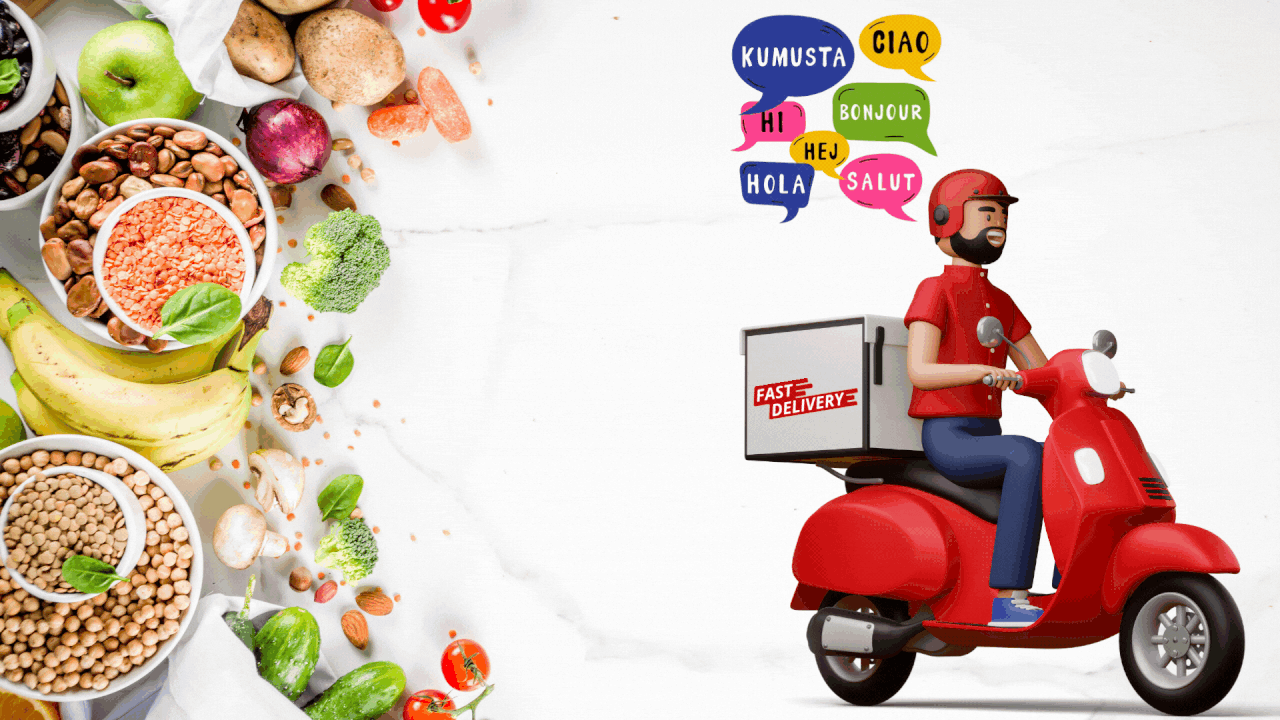 KUMUSTA
CIAO
HI
BONJOUR
HEJ
HOLA
SALUT
FAST
DELIVERY